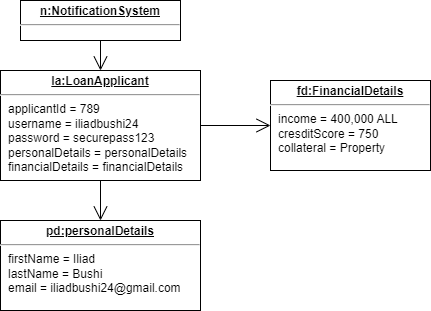 n:NotificationSystem
la:LoanApplicant
applicantId = 789
username = iliadbushi24
password = securepass123
personalDetails = personalDetails
financialDetails = financialDetails
fd:FinancialDetails
income = 400,000 ALL
cresditScore = 750
collateral = Property
pd:personalDetails
firstName = Iliad
lastName = Bushi
email = iliadbushi24@gmail.com